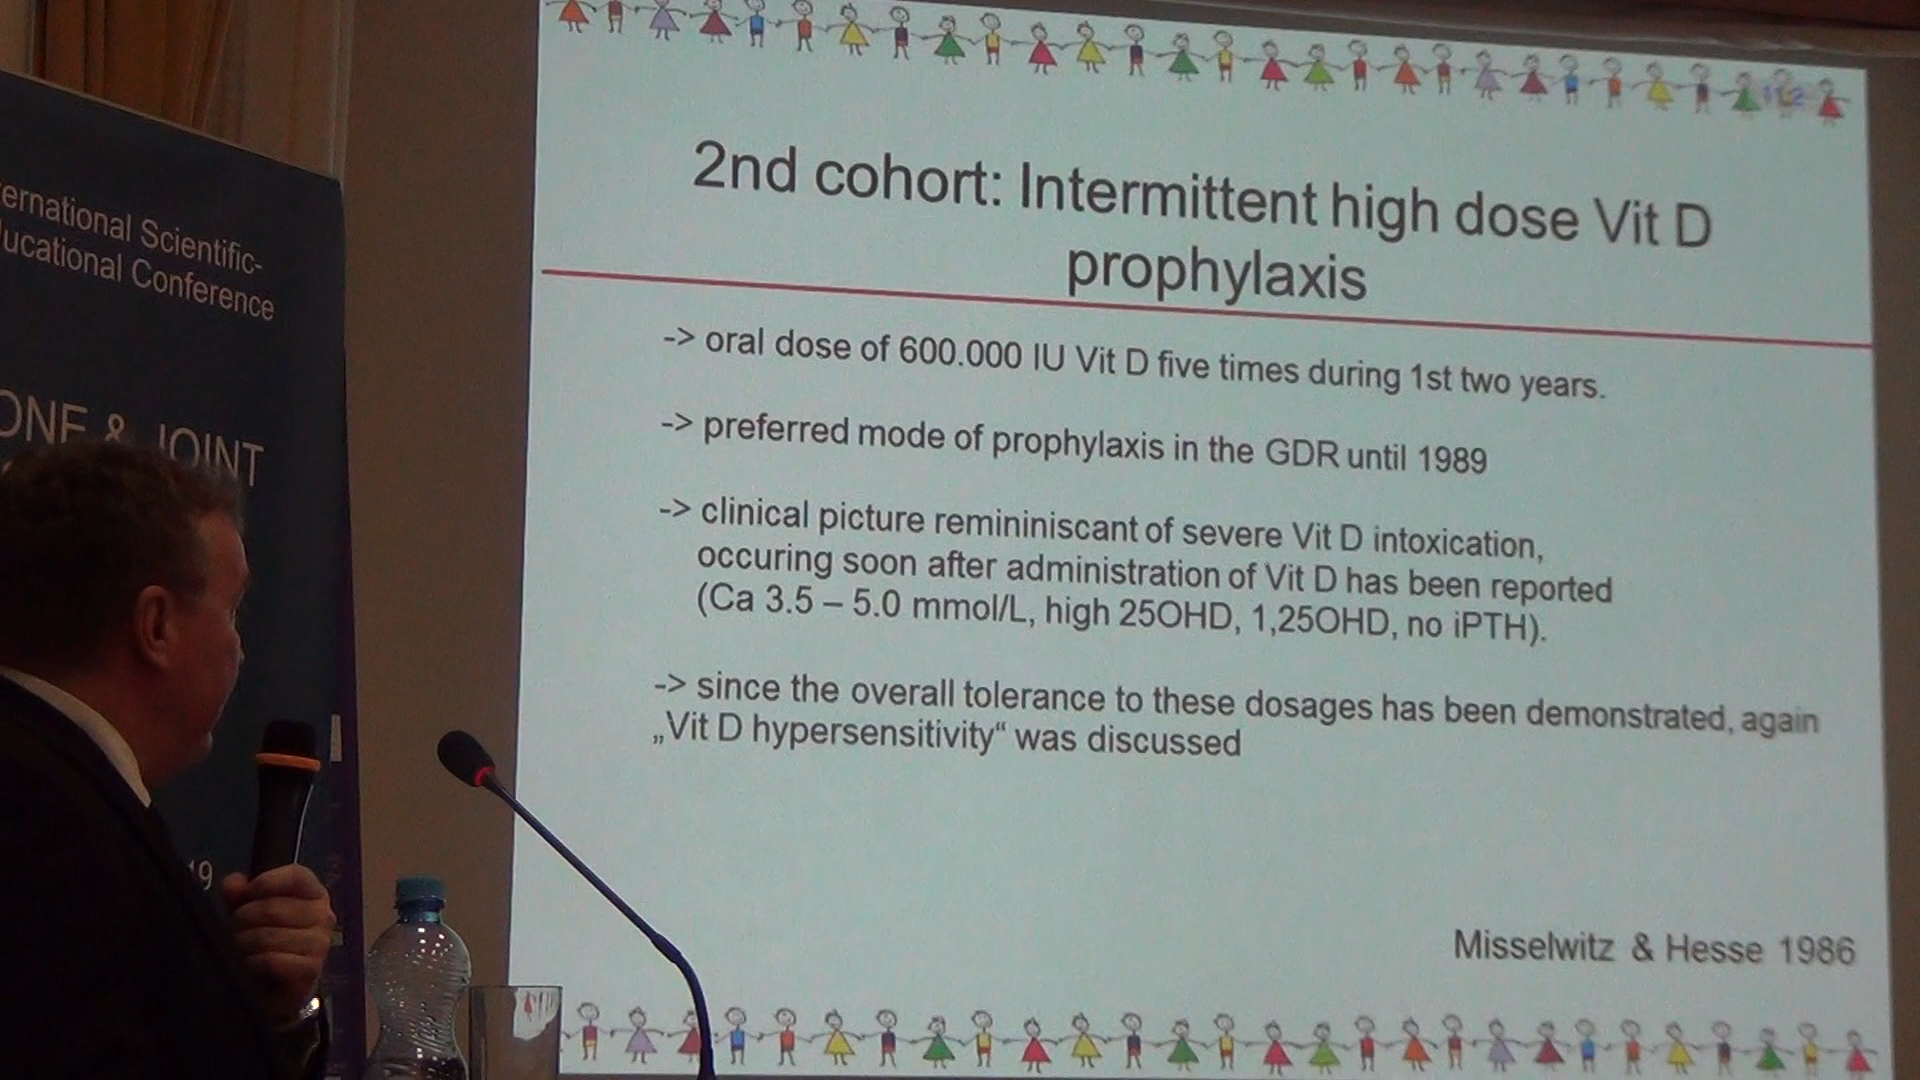 ernational Scientific-
ucational Conference
ONE & JOINT
19
2nd cohort: Intermittent high dose Vit D
prophylaxis
-> oral dose of 600.000 IU Vit D five times during 1st two years.
-> preferred mode of prophylaxis in the GDR until 1989
-> clinical picture remininiscant of severe Vit D intoxication,
occuring soon after administration of Vit D has been reported
(Ca 3.5 – 5.0 mmol/L, high 25OHD, 1,25OHD, no iPTH).
-> since the overall tolerance to these dosages has been demonstrated, again
„Vit D hypersensitivity“ was discussed
Misselwitz & Hesse 1986